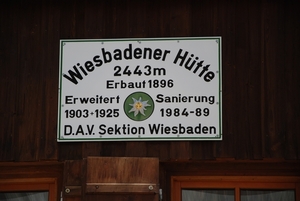 Wiesbadener Hütte
2443m
Erbaut 1896
Erweitert Sanierung
1903+1925 1984-89
D.A.V. Sektion Wiesbaden